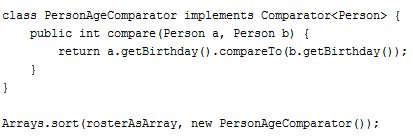 class PersonAgeComparator implements Comparator<Person> {
    public int compare(Person a, Person b) {
        return a.getBirthday().compareTo(b.getBirthday());
    }
}

Arrays.sort(rosterAsArray, new PersonAgeComparator());